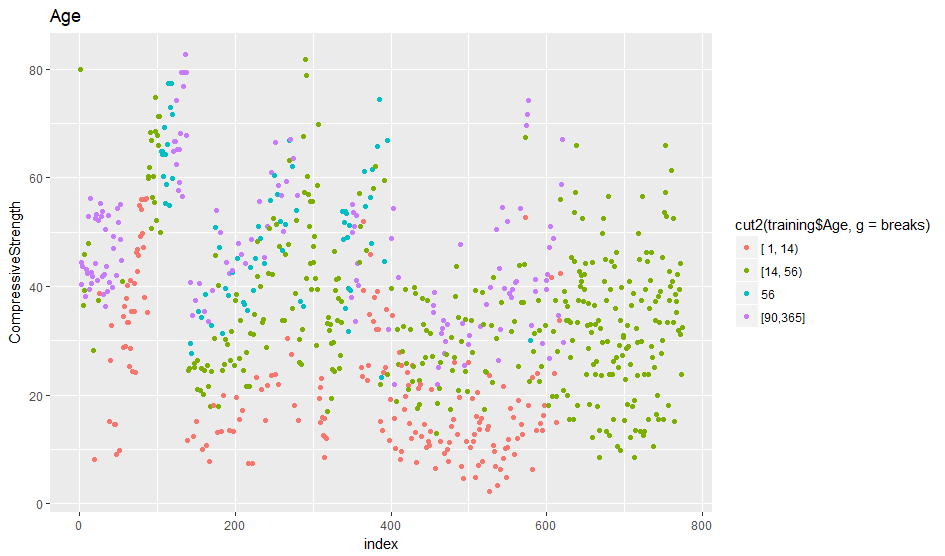 Age
CompressiveStrength
80
60
40
20
0
0 200 400 600 800
index
cut2(training$Age, g = breaks)
[ 1, 14)
[14, 56)
56
[90,365]